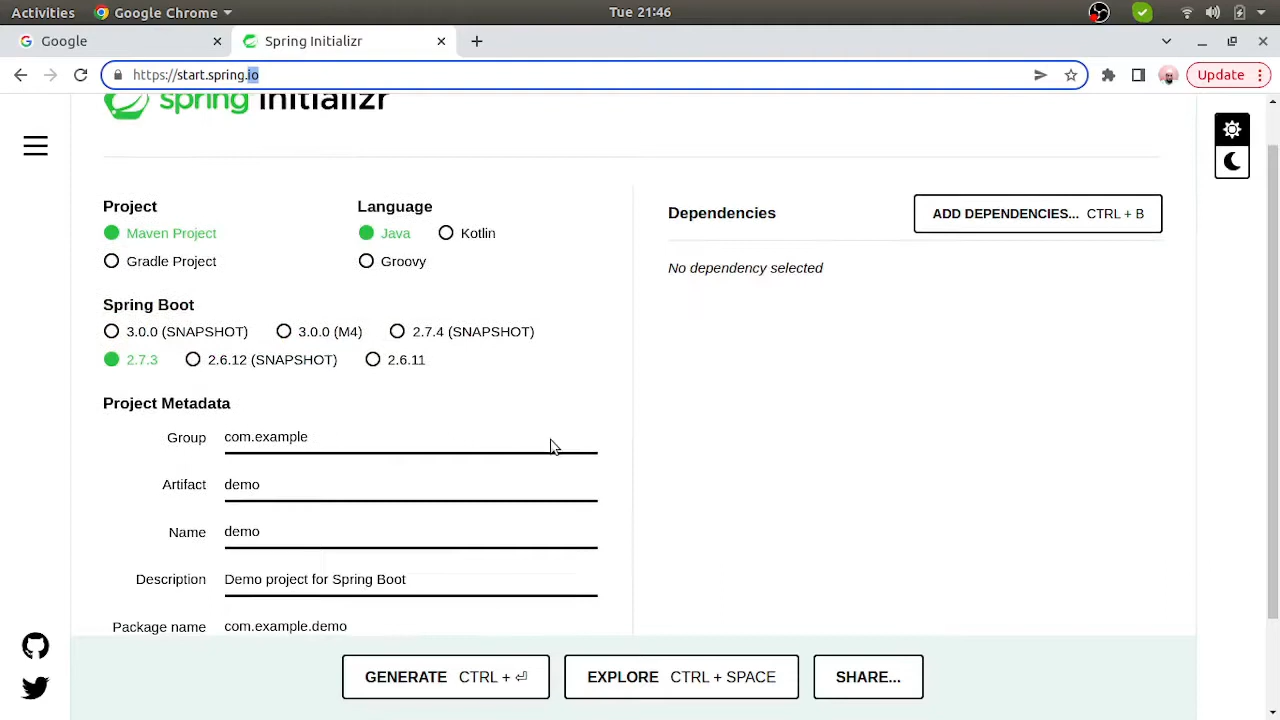 Activities Google Chrome Tue 21:46
Google Spring Initializr
https://start.spring.io Update
spring initializr
Project Language
Maven Project Java Kotlin
Gradle Project Groovy
Dependencies ADD DEPENDENCIES... CTRL + B
No dependency selected
Spring Boot
3.0.0 (SNAPSHOT) 3.0.0 (M4) 2.7.4 (SNAPSHOT)
2.7.3 2.6.12 (SNAPSHOT) 2.6.11
Project Metadata
Group com.example
Artifact demo
Name demo
Description Demo project for Spring Boot
Package name com.example.demo
GENERATE CTRL + ⏎ EXPLORE CTRL + SPACE SHARE...